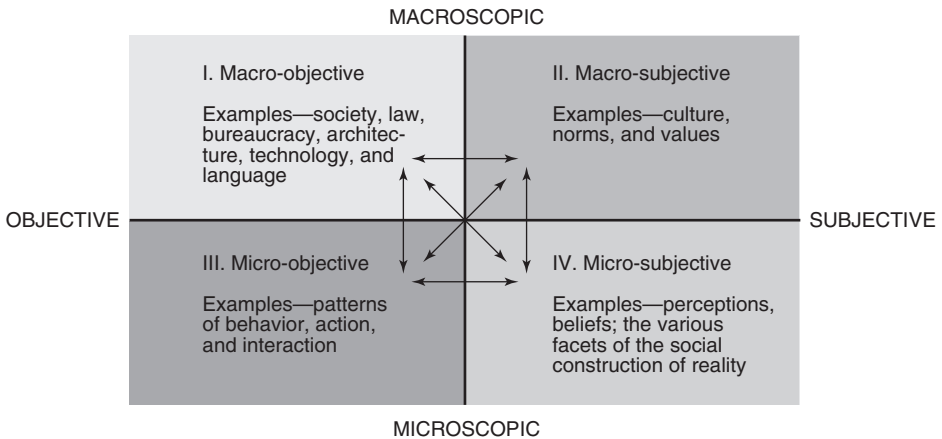 MACROSCOPIC
I. Macro-objective
Examples—society, law,
bureaucracy, architec-
ture, technology, and
language
II. Macro-subjective
Examples—culture,
norms, and values
OBJECTIVE
SUBJECTIVE
III. Micro-objective
Examples—patterns
of behavior, action,
and interaction
IV. Micro-subjective
Examples—perceptions,
beliefs; the various
facets of the social
construction of reality
MICROSCOPIC